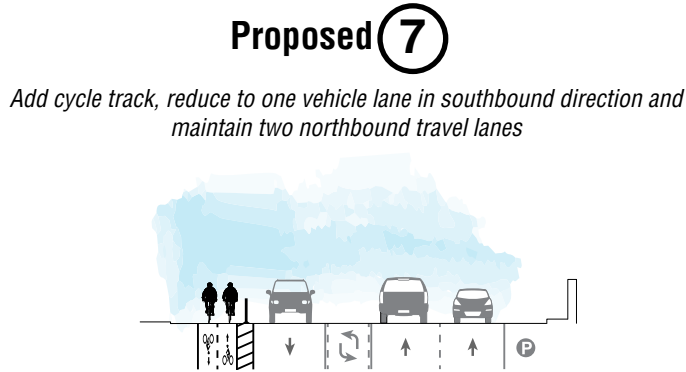 Proposed 7
Add cycle track, reduce to one vehicle lane in southbound direction and
maintain two northbound travel lanes
P